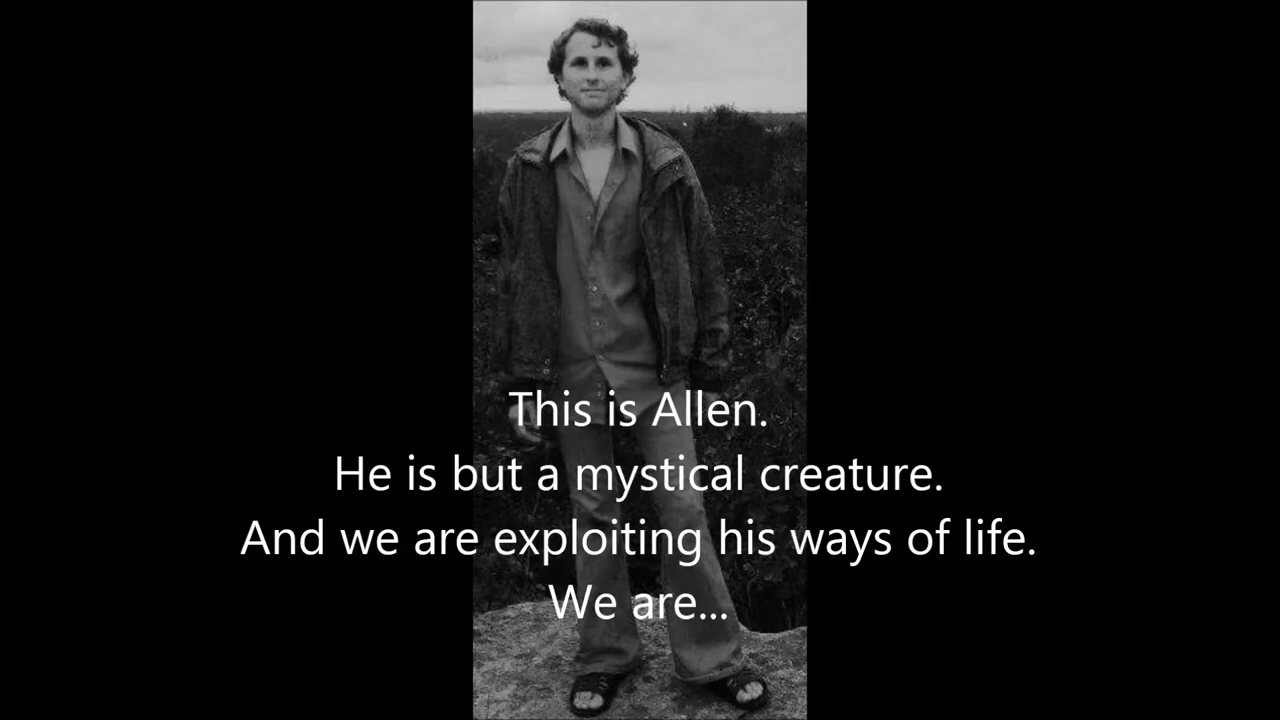 This is Allen.
He is but a mystical creature.
And we are exploiting his ways of life.
We are...